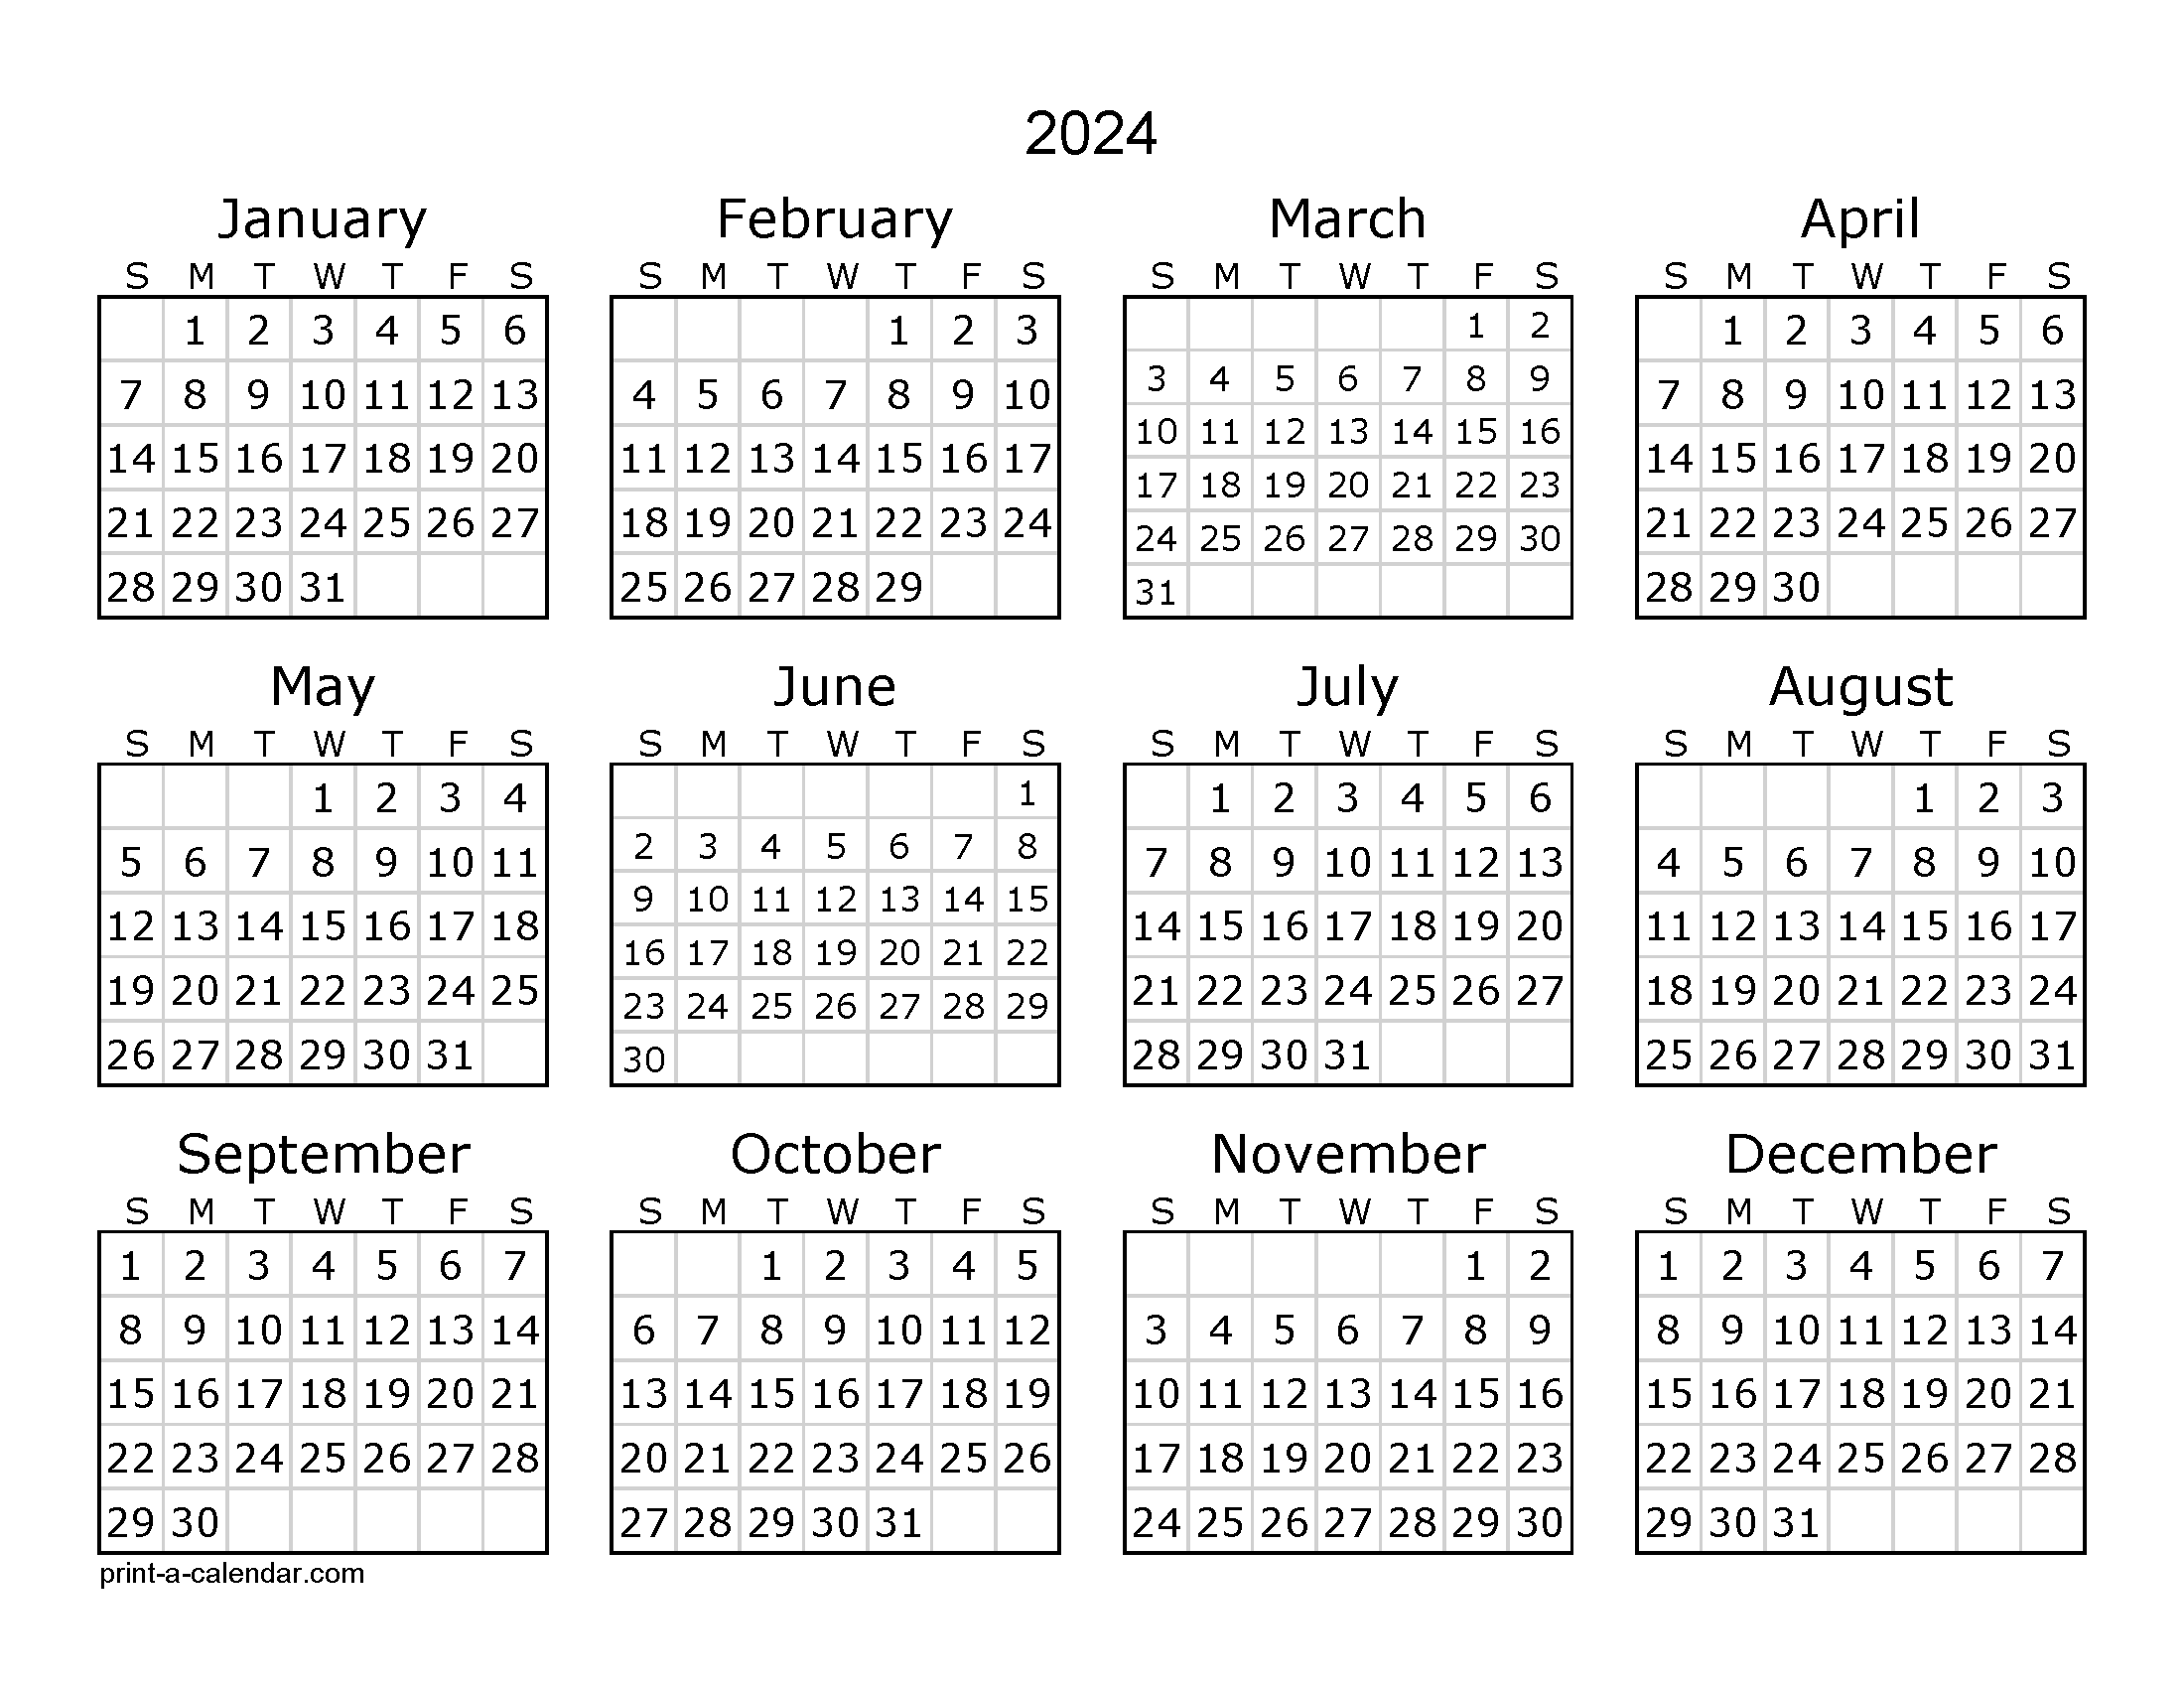 2024
January
S M T W T F S
1 2 3 4 5 6
7 8 9 10 11 12 13
14 15 16 17 18 19 20
21 22 23 24 25 26 27
28 29 30 31
February
S M T W T F S
1 2 3
4 5 6 7 8 9 10
11 12 13 14 15 16 17
18 19 20 21 22 23 24
25 26 27 28 29
March
S M T W T F S
1 2
3 4 5 6 7 8 9
10 11 12 13 14 15 16
17 18 19 20 21 22 23
24 25 26 27 28 29 30
31
April
S M T W T F S
1 2 3 4 5 6
7 8 9 10 11 12 13
14 15 16 17 18 19 20
21 22 23 24 25 26 27
28 29 30
May
S M T W T F S
1 2 3 4
5 6 7 8 9 10 11
12 13 14 15 16 17 18
19 20 21 22 23 24 25
26 27 28 29 30 31
June
S M T W T F S
1
2 3 4 5 6 7 8
9 10 11 12 13 14 15
16 17 18 19 20 21 22
23 24 25 26 27 28 29
30
July
S M T W T F S
1 2 3 4 5 6
7 8 9 10 11 12 13
14 15 16 17 18 19 20
21 22 23 24 25 26 27
28 29 30 31
August
S M T W T F S
1 2 3
4 5 6 7 8 9 10
11 12 13 14 15 16 17
18 19 20 21 22 23 24
25 26 27 28 29 30 31
September
S M T W T F S
1 2 3 4 5 6 7
8 9 10 11 12 13 14
15 16 17 18 19 20 21
22 23 24 25 26 27 28
29 30
October
S M T W T F S
1 2 3 4 5
6 7 8 9 10 11 12
13 14 15 16 17 18 19
20 21 22 23 24 25 26
27 28 29 30 31
November
S M T W T F S
1 2
3 4 5 6 7 8 9
10 11 12 13 14 15 16
17 18 19 20 21 22 23
24 25 26 27 28 29 30
December
S M T W T F S
1 2 3 4 5 6 7
8 9 10 11 12 13 14
15 16 17 18 19 20 21
22 23 24 25 26 27 28
29 30 31
print-a-calendar.com